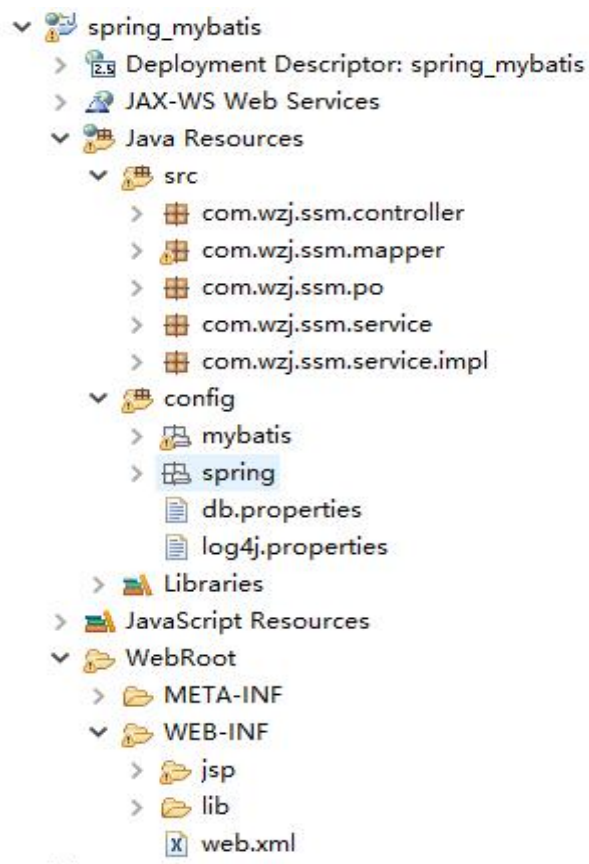 spring_mybatis
2.5 Deployment Descriptor: spring_mybatis
JAX-WS Web Services
Java Resources
src
com.wzj.ssm.controller
com.wzj.ssm.mapper
com.wzj.ssm.po
com.wzj.ssm.service
com.wzj.ssm.service.impl
config
mybatis
spring
db.properties
log4j.properties
Libraries
JavaScript Resources
WebRoot
META-INF
WEB-INF
jsp
lib
web.xml